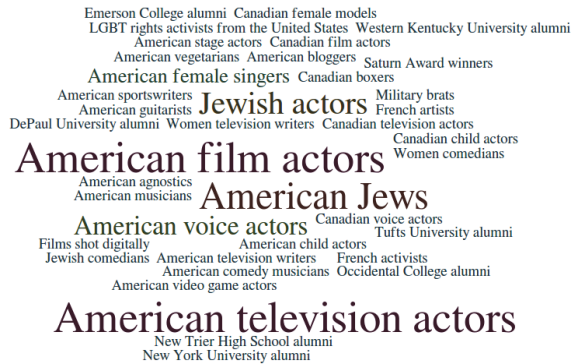 Emerson College alumni Canadian female models
LGBT rights activists from the United States Western Kentucky University alumni
American stage actors Canadian film actors
American vegetarians American bloggers Saturn Award winners
American female singers Canadian boxers
American sportswriters Jewish actors Military brats
American guitarists French artists
DePaul University alumni Women television writers Canadian television actors
Canadian child actors
American film actors Women comedians
American agnostics
American musicians American Jews
American voice actors Canadian voice actors
Tufts University alumni
Films shot digitally American child actors
Jewish comedians American television writers French activists
American comedy musicians Occidental College alumni
American video game actors
American television actors
New Trier High School alumni
New York University alumni